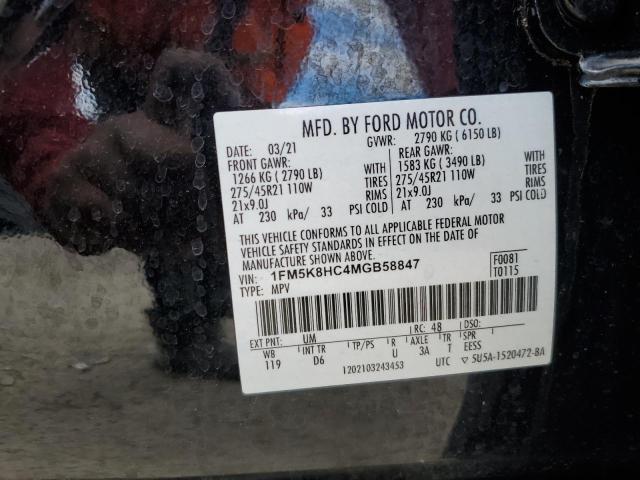 MFD. BY FORD MOTOR CO.
DATE: 03/21 GVWR: 2790 KG ( 6150 LB)
FRONT GAWR: REAR GAWR:
1266 KG ( 2790 LB) WITH 1583 KG ( 3490 LB) WITH
275/45R21 110W TIRES 275/45R21 110W TIRES
21x9.0J RIMS 21x9.0J RIMS
AT 230 kPa/ 33 PSI COLD AT 230 kPa/ 33 PSI COLD
THIS VEHICLE CONFORMS TO ALL APPLICABLE FEDERAL MOTOR
VEHICLE SAFETY STANDARDS IN EFFECT ON THE DATE OF
MANUFACTURE SHOWN ABOVE.
VIN: 1FM5K8HC4MGB58847 F0081
TYPE: MPV T0115
EXT PNT: UM RC: 48 DSO:
WB INT TR TP/PS R AXLE TR SPR
119 D6 U 3A T EESS
1202103243453 UTC ▽ 5U5A-1520472-BA